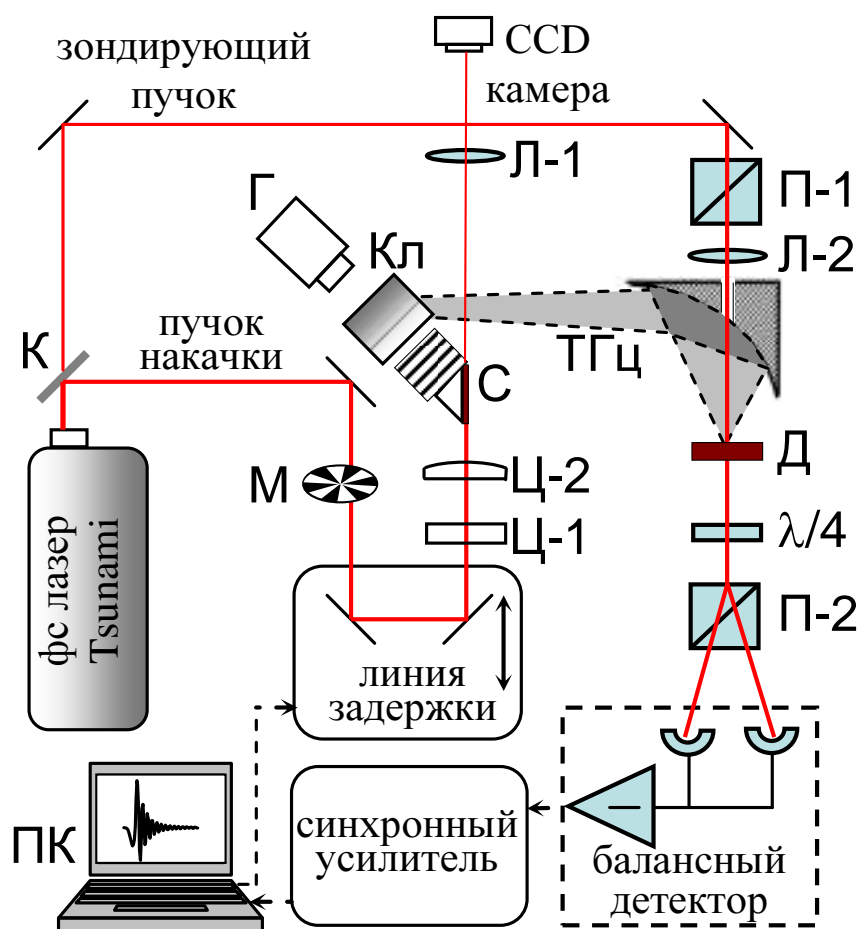 CCD
камера
зондирующий
пучок
Л-1
П-1
Г
Кл
Л-2
пучок
накачки
К
ТГц
С
М
Ц-2
Д
Ц-1
λ/4
фс лазер
Tsunami
П-2
линия
задержки
ПК
синхронный
усилитель
балансный
детектор